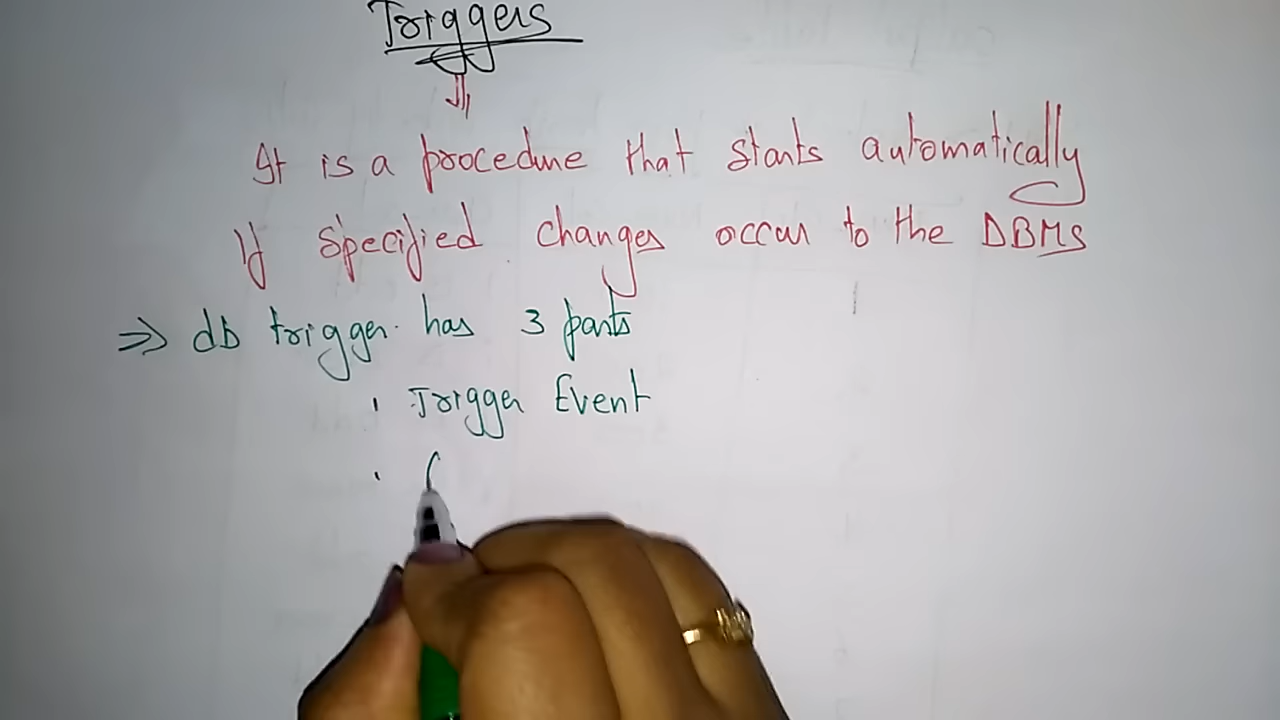 Triggers
It is a procedure that starts automatically
If specified changes occur to the DBMS
⇒ db trigger has 3 parts
. Trigger Event
. (